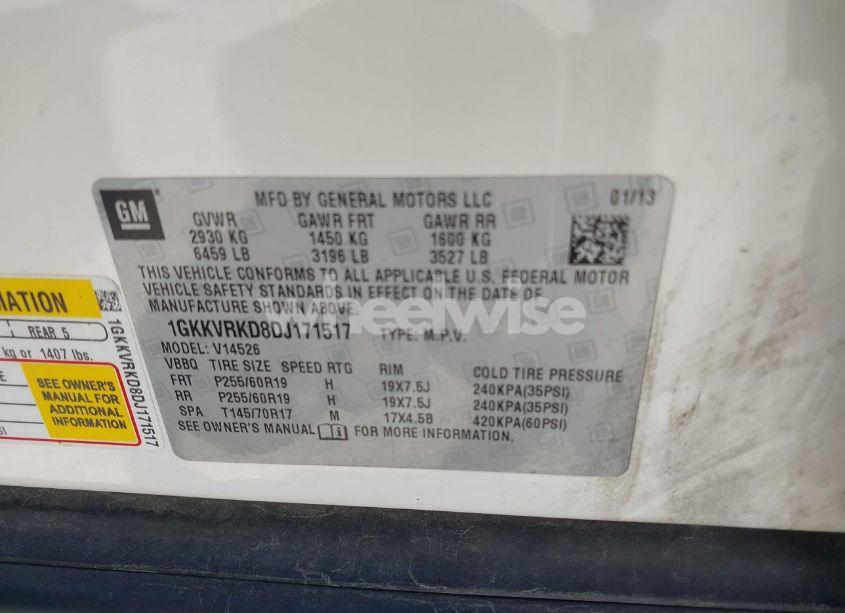 GM
MFD BY GENERAL MOTORS LLC 01/13
GVWR GAWR FRT GAWR RR
2930 KG 1450 KG 1600 KG
6459 LB 3196 LB 3527 LB
THIS VEHICLE CONFORMS TO ALL APPLICABLE U.S. FEDERAL MOTOR
VEHICLE SAFETY STANDARDS IN EFFECT ON THE DATE OF
MANUFACTURE SHOWN ABOVE.
1GKKVRKD8DJ171517 TYPE: M.P.V.
MODEL: V14526
VBBQ TIRE SIZE SPEED RTG RIM COLD TIRE PRESSURE
FRT P255/60R19 H 19X7.5J 240KPA(35PSI)
RR P255/60R19 H 19X7.5J 240KPA(35PSI)
SPA T145/70R17 M 17X4.5B 420KPA(60PSI)
SEE OWNER'S MANUAL FOR MORE INFORMATION.
wheelwise
MATION
REAR 5
kg or 1407 lbs.
SEE OWNER'S
MANUAL FOR
ADDITIONAL
INFORMATION
1GKKVRKD8DJ171517